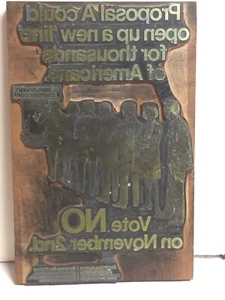 Proposal 'A' could
open up a new 'line'
for thousands
of Americans.
Vote NO
on November 2nd.